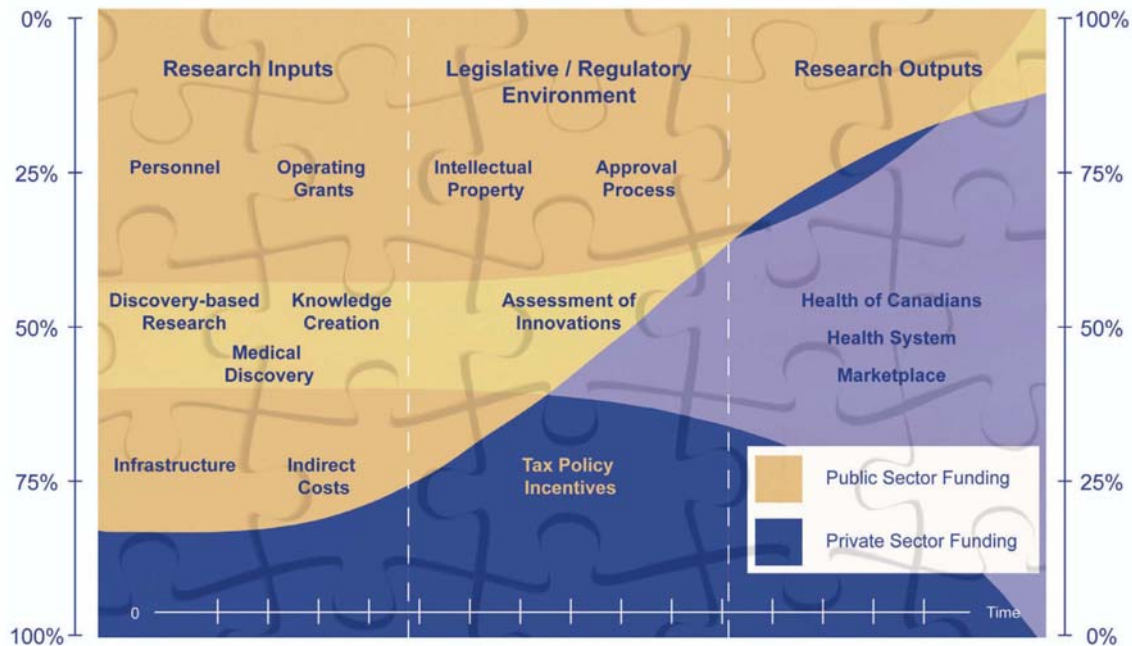 0%
100%
Research Inputs
Legislative / Regulatory
Environment
Research Outputs
25%
Personnel
Operating
Grants
Intellectual
Property
Approval
Process
75%
50%
Discovery-based
Research
Knowledge
Creation
Medical
Discovery
Assessment of
Innovations
Health of Canadians
Health System
Marketplace
50%
75%
Infrastructure
Indirect
Costs
Tax Policy
Incentives
Public Sector Funding
Private Sector Funding
25%
100%
0
Time
0%